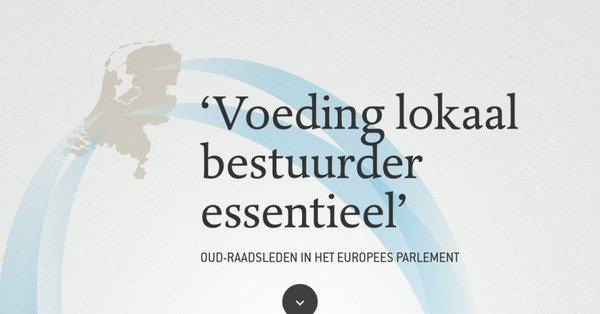 ‘Voeding lokaal
bestuurder
essentieel’
OUD-RAADSLEDEN IN HET EUROPEES PARLEMENT